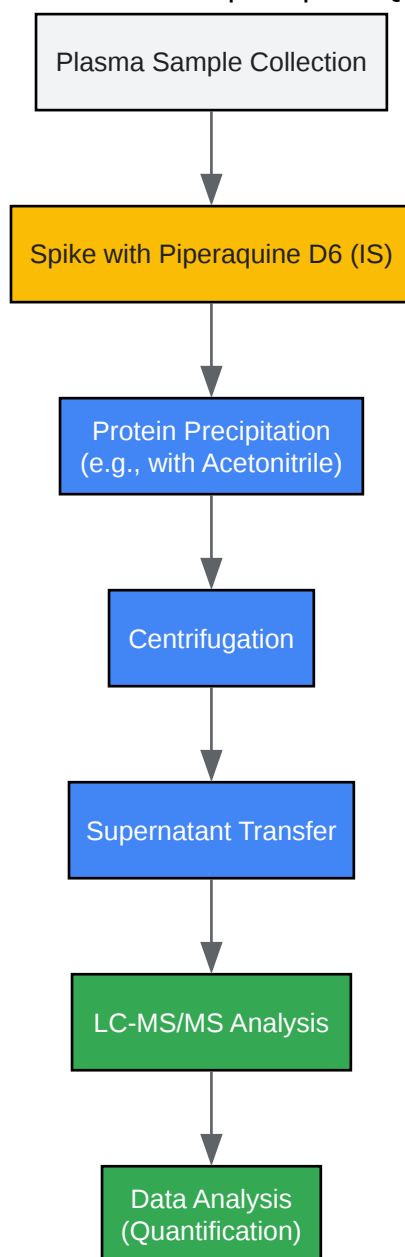 Plasma Sample Collection
Spike with Piperaquine D6 (IS)
Protein Precipitation
(e.g., with Acetonitrile)
Centrifugation
Supernatant Transfer
LC-MS/MS Analysis
Data Analysis
(Quantification)